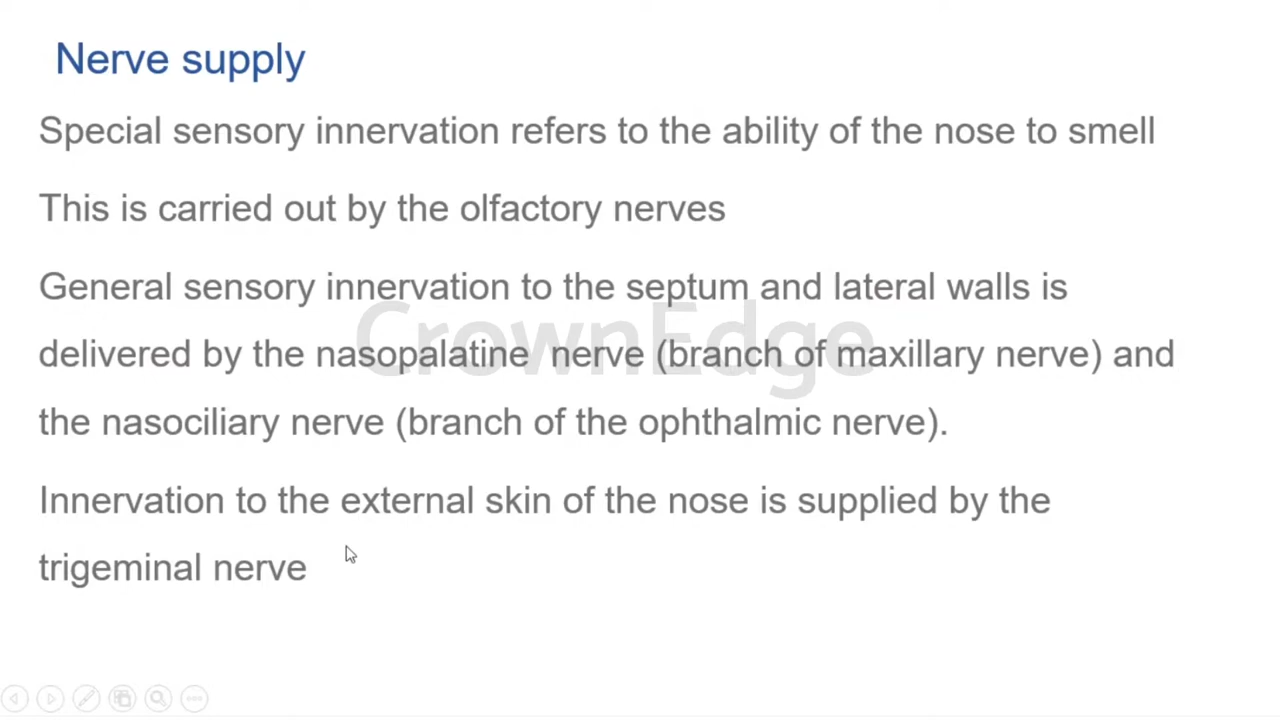 Nerve supply
Special sensory innervation refers to the ability of the nose to smell
This is carried out by the olfactory nerves
General sensory innervation to the septum and lateral walls is
delivered by the nasopalatine nerve (branch of maxillary nerve) and
the nasociliary nerve (branch of the ophthalmic nerve).
Innervation to the external skin of the nose is supplied by the
trigeminal nerve
CrownEdge